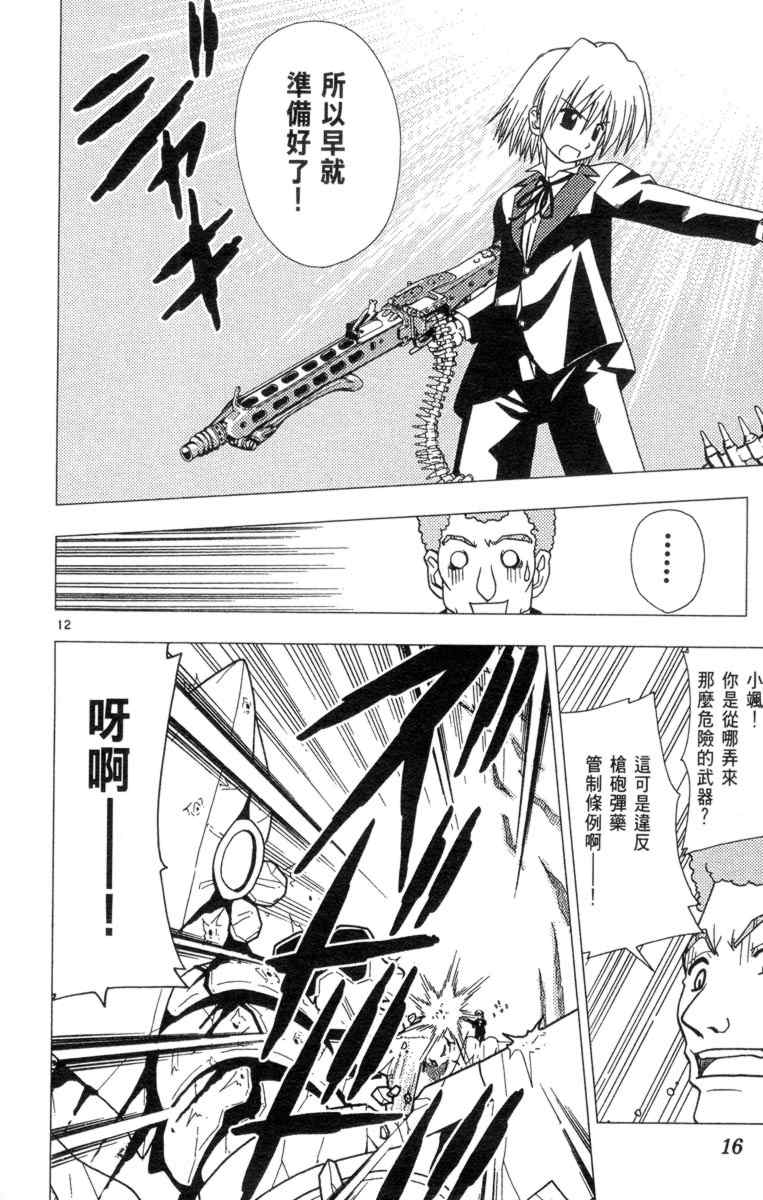 所以早就
準備好了！
ジャキ
……
12
小颯！
你是從哪弄來
那麼危險的武器？
這可是違反
槍砲彈藥
管制條例啊──！
呀啊──！
16